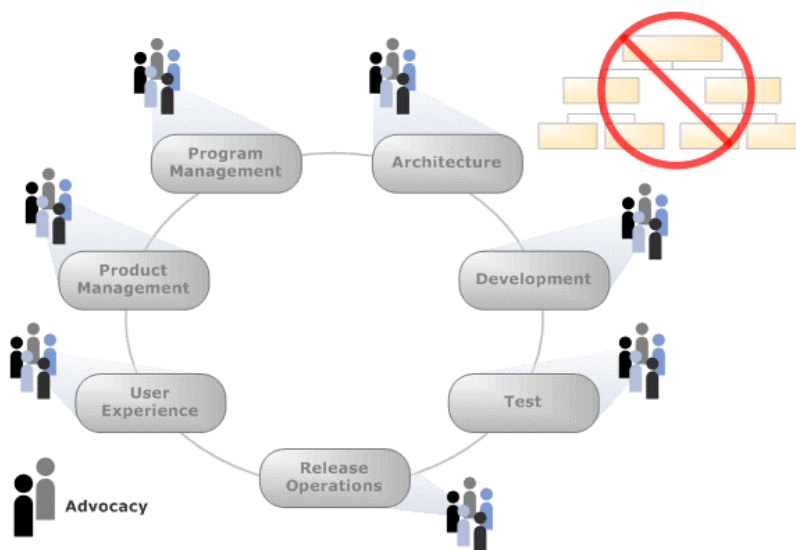 Program
Management
Architecture
Product
Management
Development
User
Experience
Test
Release
Operations
Advocacy